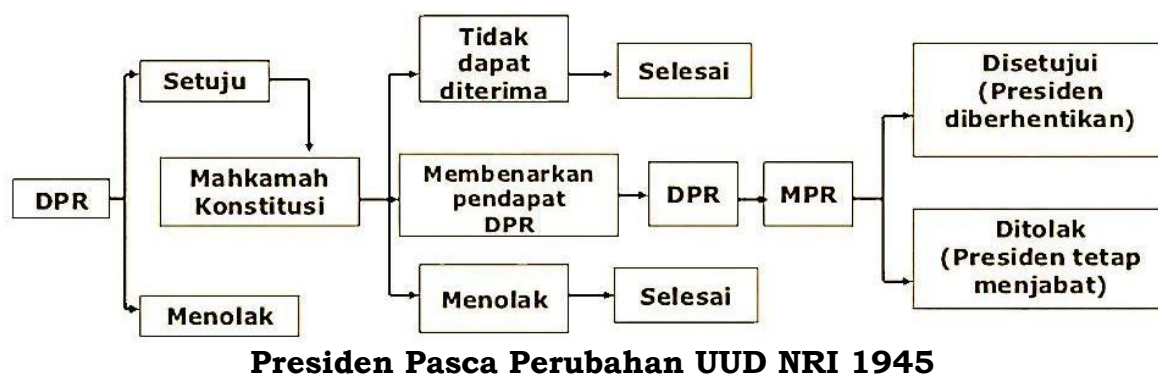 DPR
Setuju
Menolak
Mahkamah
Konstitusi
Tidak
dapat
diterima
Selesai
Membenarkan
pendapat
DPR
DPR
MPR
Menolak
Selesai
Disetujui
(Presiden
diberhentikan)
Ditolak
(Presiden tetap
menjabat)
Presiden Pasca Perubahan UUD NRI 1945